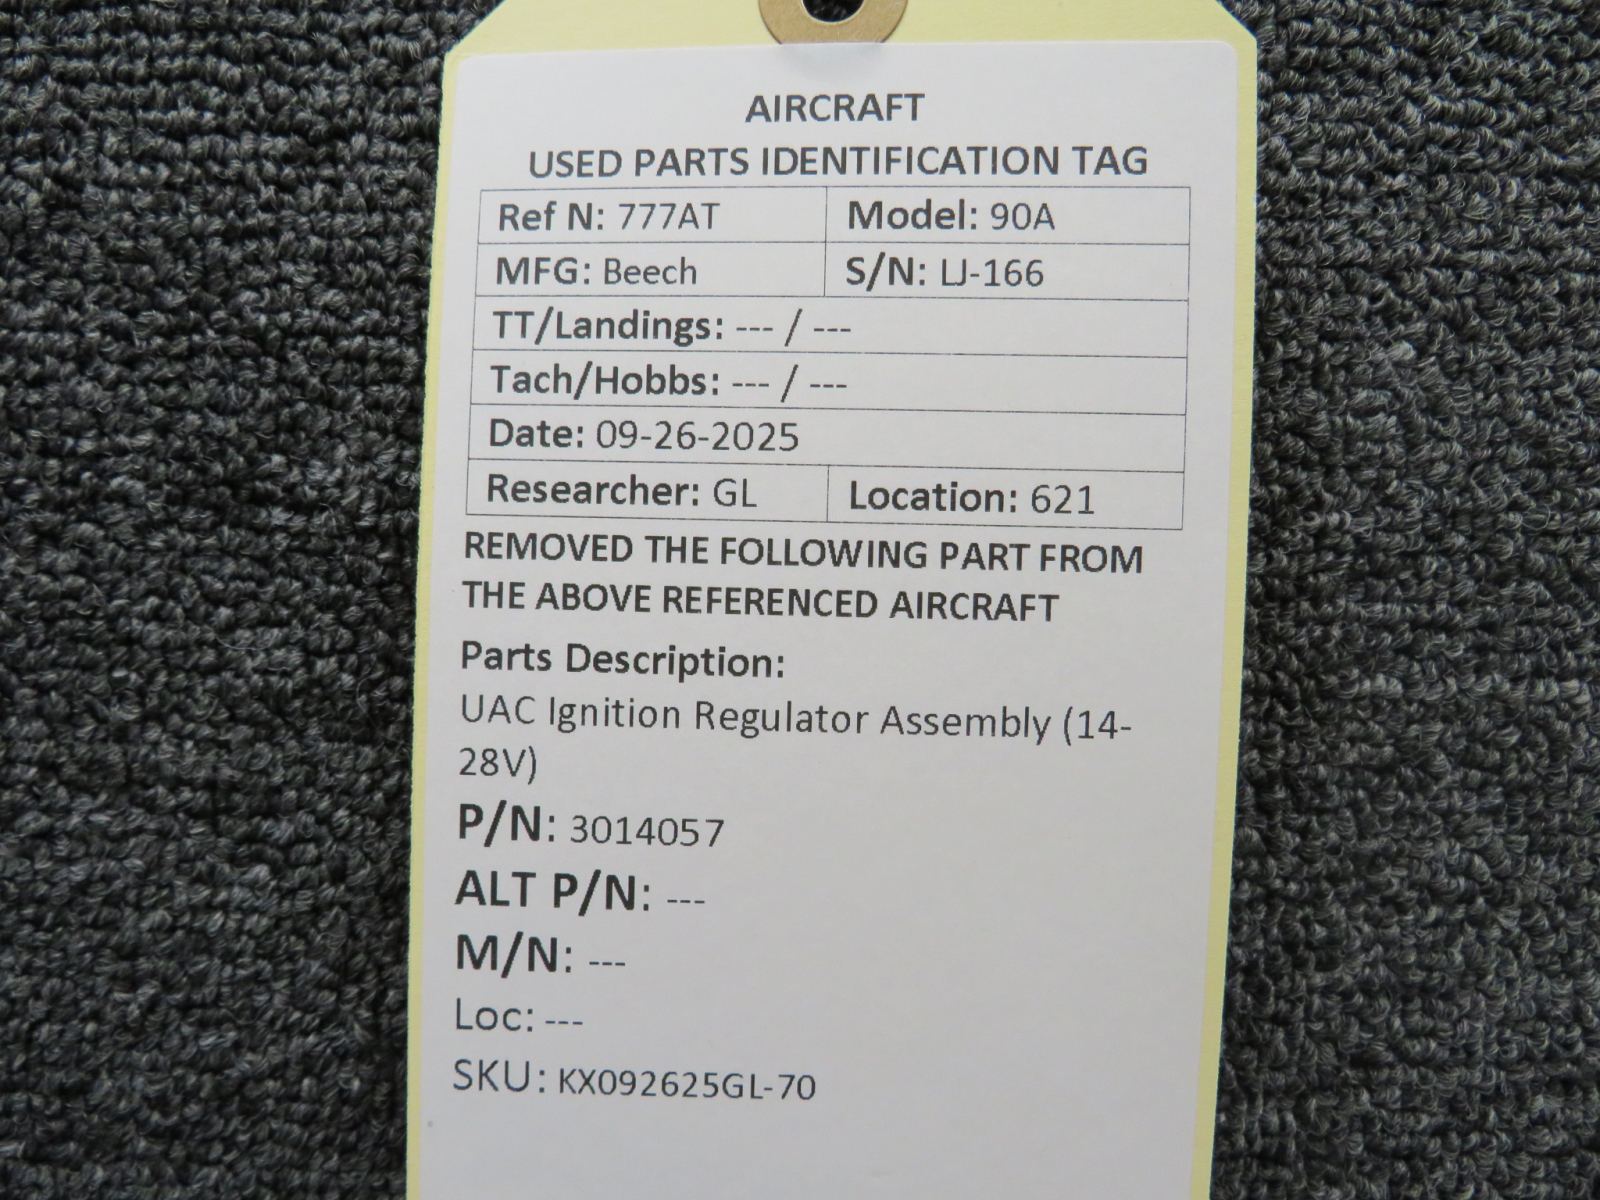 AIRCRAFT
USED PARTS IDENTIFICATION TAG
Ref N: 777AT Model: 90A
MFG: Beech S/N: LJ-166
TT/Landings: --- / ---
Tach/Hobbs: --- / ---
Date: 09-26-2025
Researcher: GL Location: 621
REMOVED THE FOLLOWING PART FROM
THE ABOVE REFERENCED AIRCRAFT
Parts Description:
UAC Ignition Regulator Assembly (14-
28V)
P/N: 3014057
ALT P/N: ---
M/N: ---
Loc: ---
SKU: KX092625GL-70